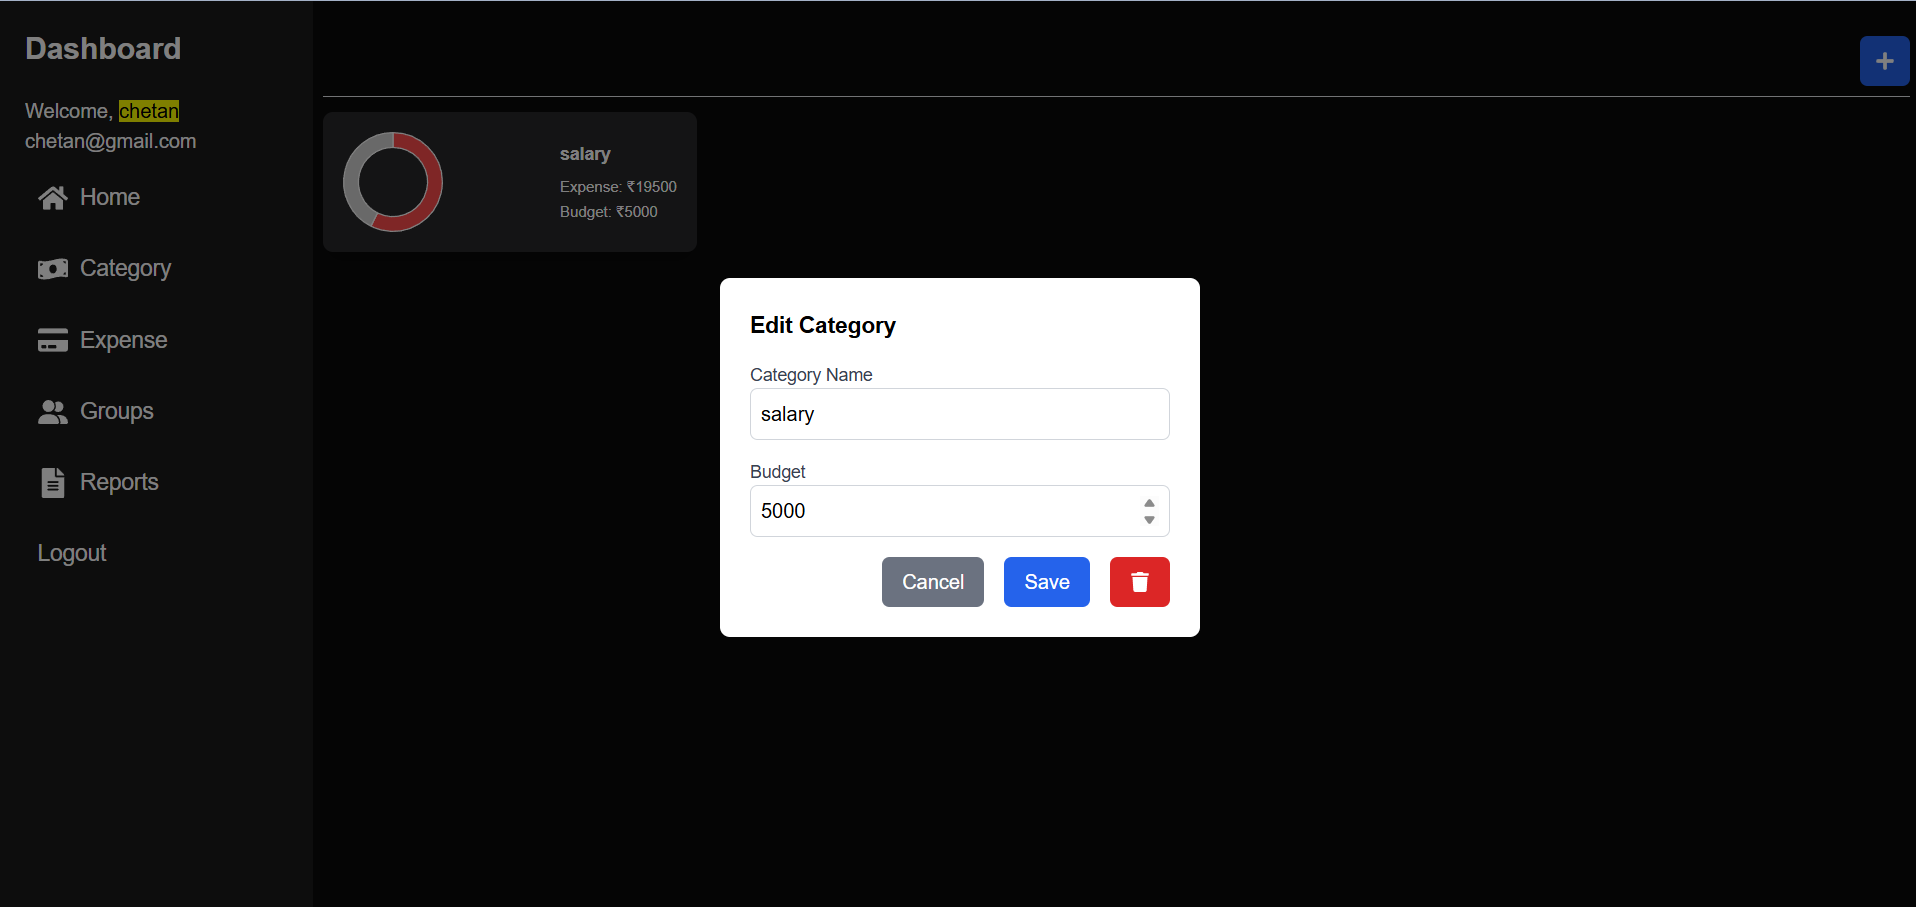 Dashboard
Welcome, chetan
chetan@gmail.com
Home
Category
Expense
Groups
Reports
Logout
salary
Expense: ₹19500
Budget: ₹5000
Edit Category
Category Name
salary
Budget
5000
Cancel
Save